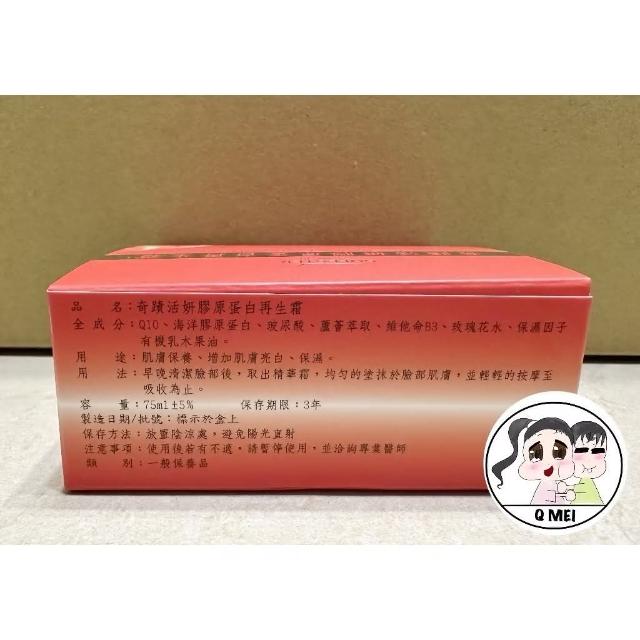 品　　名：奇蹟活妍膠原蛋白再生霜
全 成 分：Q10、海洋膠原蛋白、玻尿酸、蘆薈萃取、維他命B3、玫瑰花水、保濕因子
有機乳木果油。
用　　途：肌膚保養、增加肌膚亮白、保濕。
用　　法：早晚清潔臉部後，取出精華霜，均勻的塗抹於臉部肌膚，並輕輕的按摩至
吸收為止。
容　　量：75ml±5%　　保存期限：3年
製造日期/批號：標示於盒上
保存方法：放置陰涼處，避免陽光直射
注意事項：使用後若有不適，請暫停使用，並洽詢專業醫師
類　　別：一般保養品
Q MEI